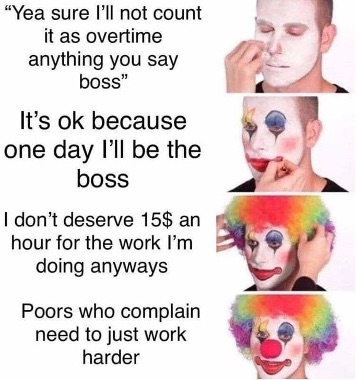 “Yea sure I’ll not count
it as overtime
anything you say
boss”
It’s ok because
one day I’ll be the
boss
I don’t deserve 15$ an
hour for the work I’m
doing anyways
Poors who complain
need to just work
harder